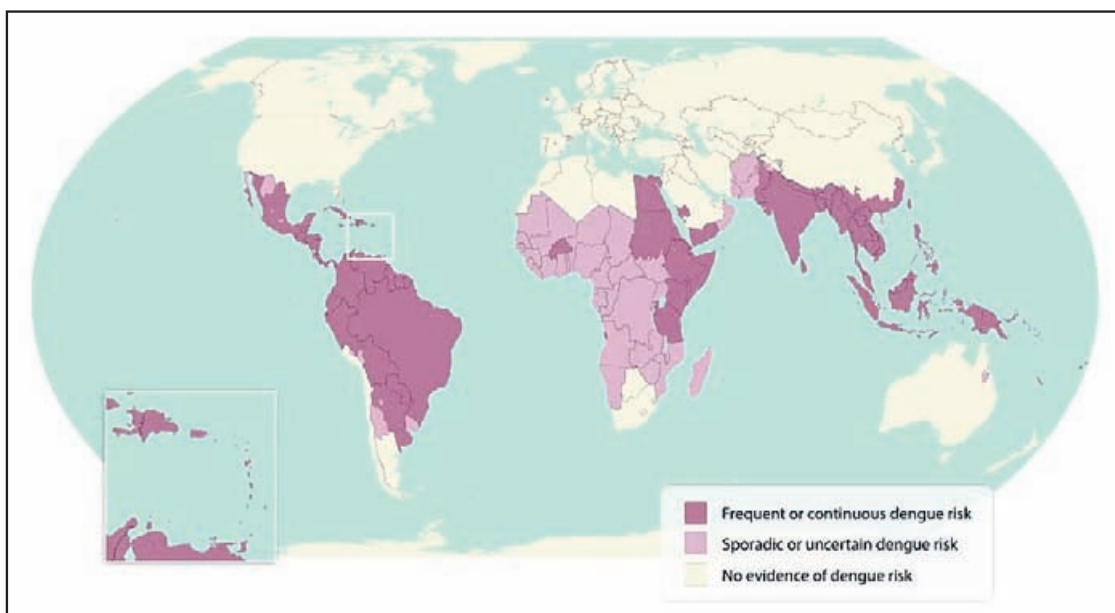 Frequent or continuous dengue risk
Sporadic or uncertain dengue risk
No evidence of dengue risk